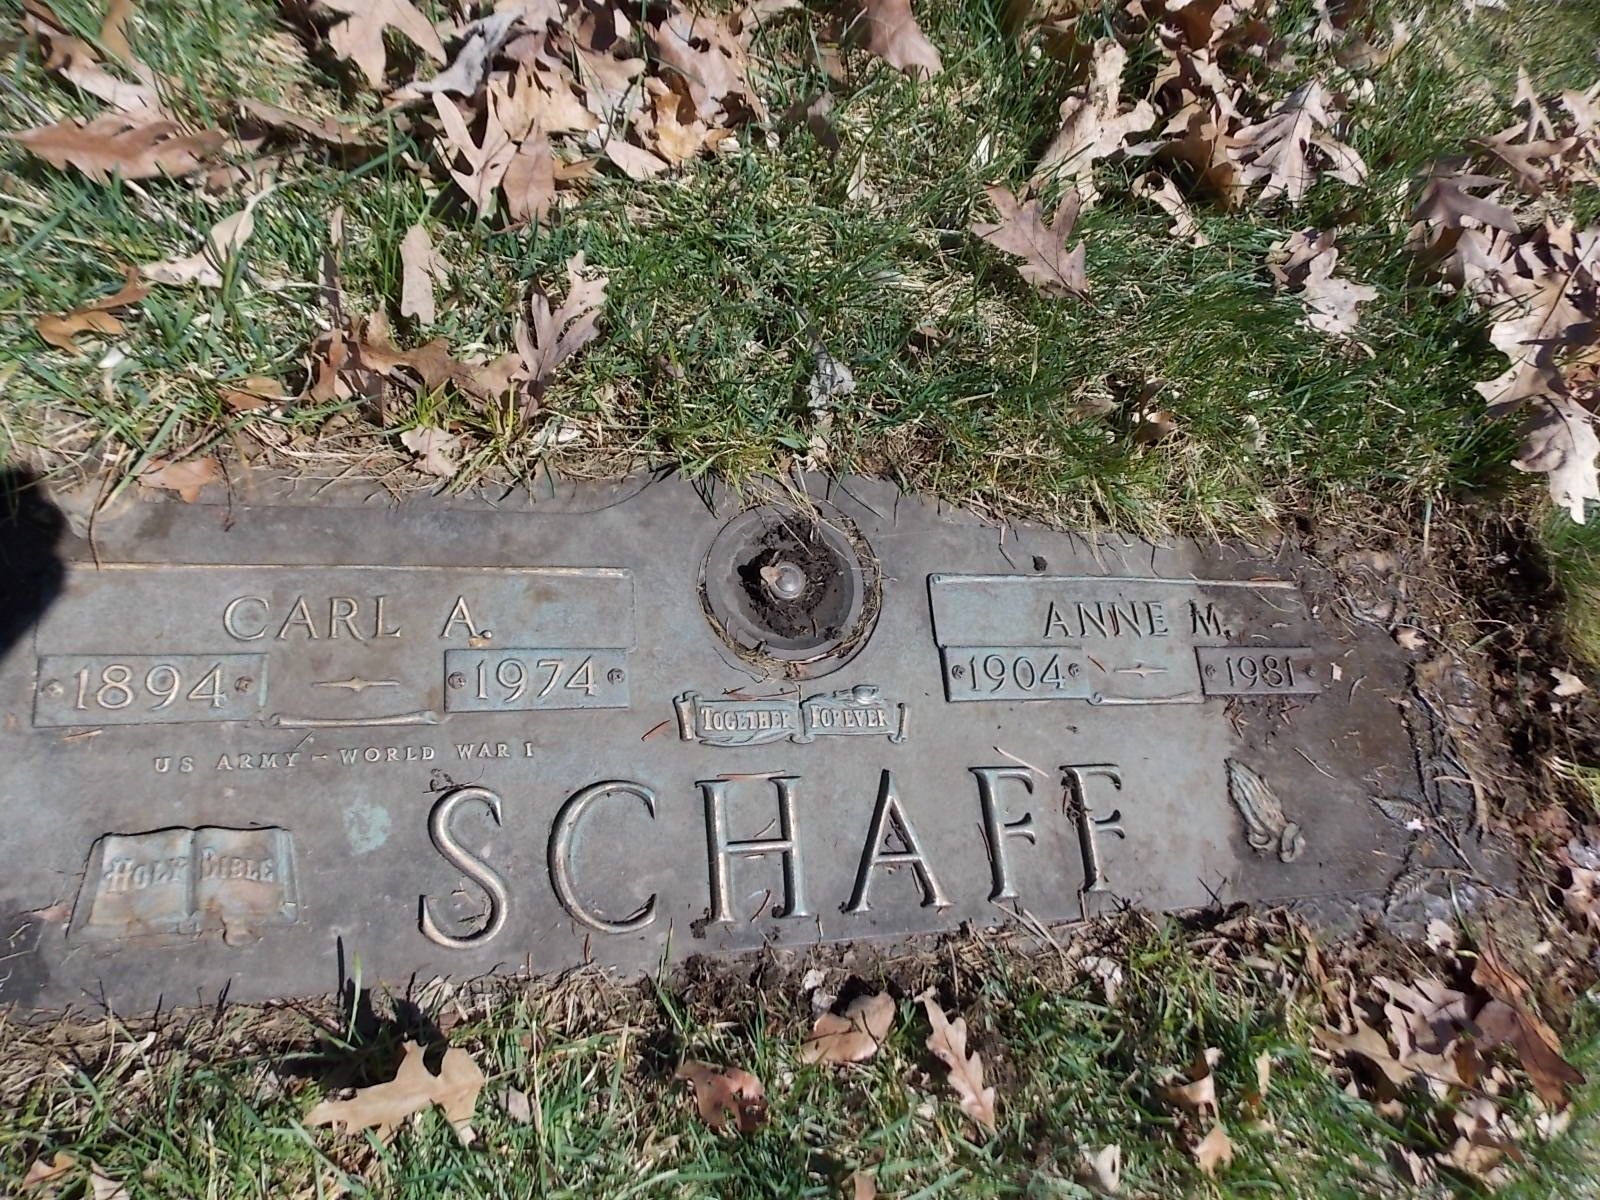 CARL A.
1894 – 1974
US ARMY – WORLD WAR I
TOGETHER FOREVER
ANNE M.
1904 – 1981
SCHAFF
HOLY BIBLE